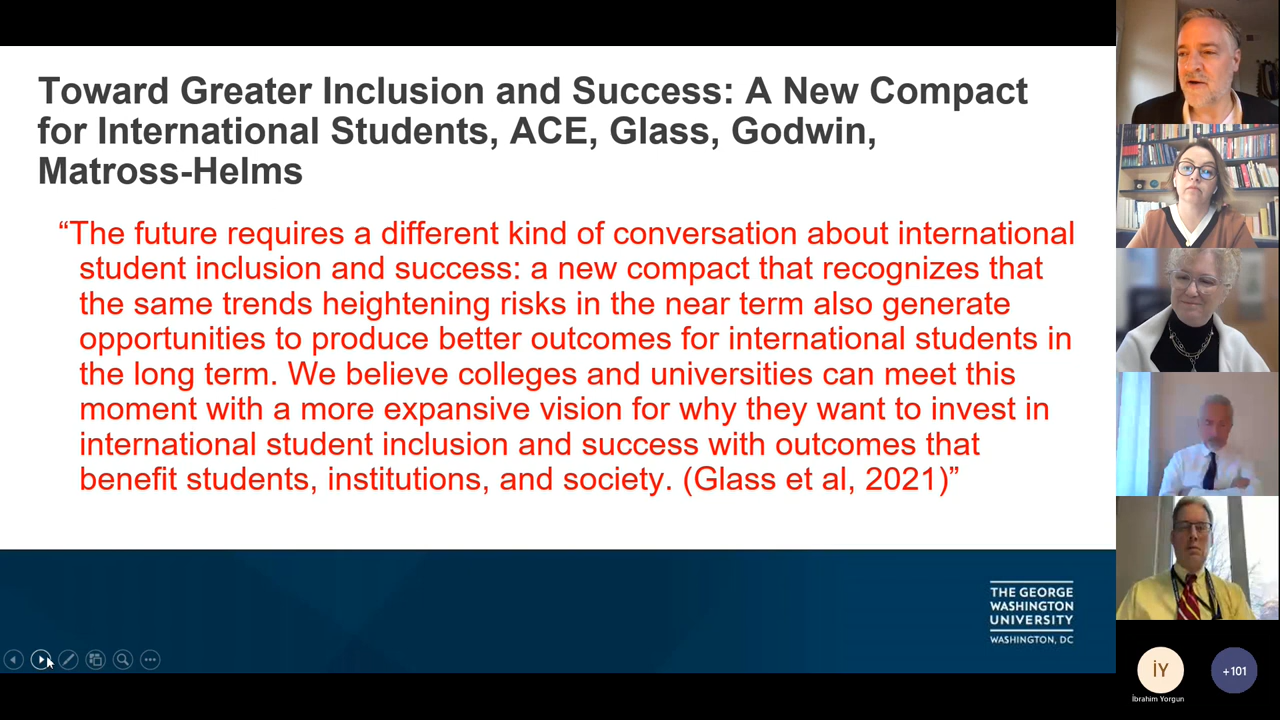 Toward Greater Inclusion and Success: A New Compact
for International Students, ACE, Glass, Godwin,
Matross-Helms
“The future requires a different kind of conversation about international
student inclusion and success: a new compact that recognizes that
the same trends heightening risks in the near term also generate
opportunities to produce better outcomes for international students in
the long term. We believe colleges and universities can meet this
moment with a more expansive vision for why they want to invest in
international student inclusion and success with outcomes that
benefit students, institutions, and society. (Glass et al, 2021)”
THE GEORGE
WASHINGTON
UNIVERSITY
WASHINGTON, DC
İY
+101
İbrahim Yorgun